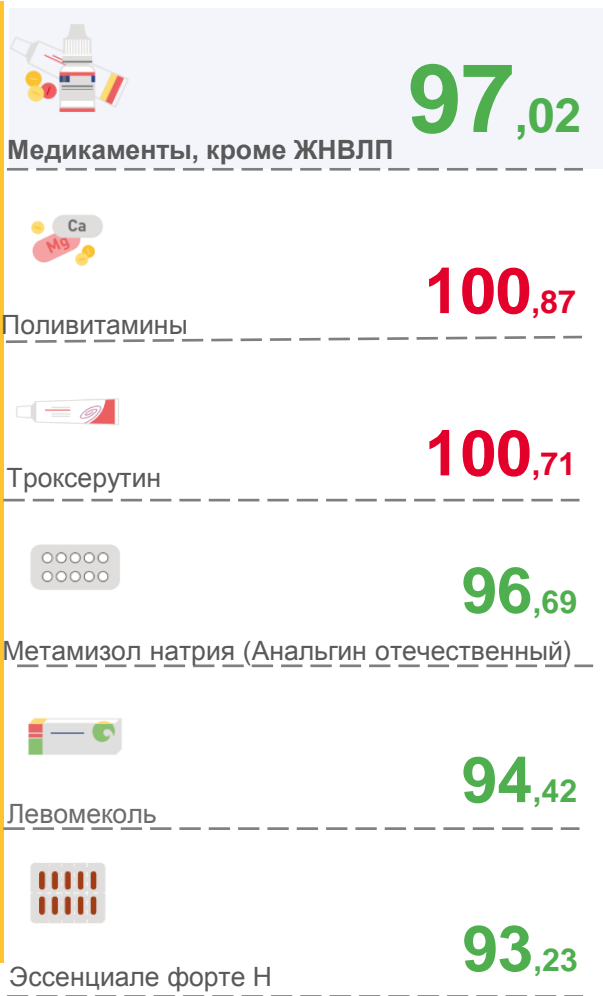 97,02
Медикаменты, кроме ЖНВЛП
Ca
Mg
100,87
Поливитамины
100,71
Троксерутин
96,69
Метамизол натрия (Анальгин отечественный)
94,42
Левомеколь
93,23
Эссенциале форте Н